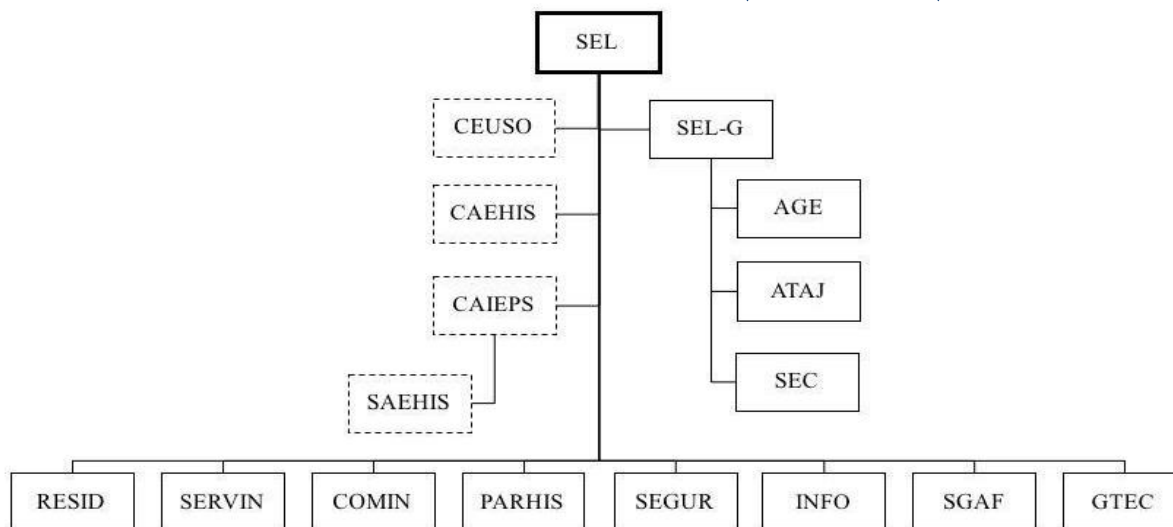 SEL
CEUSO
SEL-G
AGE
CAEHIS
ATAJ
CAIEPS
SEC
SAEHIS
RESID SERVIN COMIN PARHIS SEGUR INFO SGAF GTEC